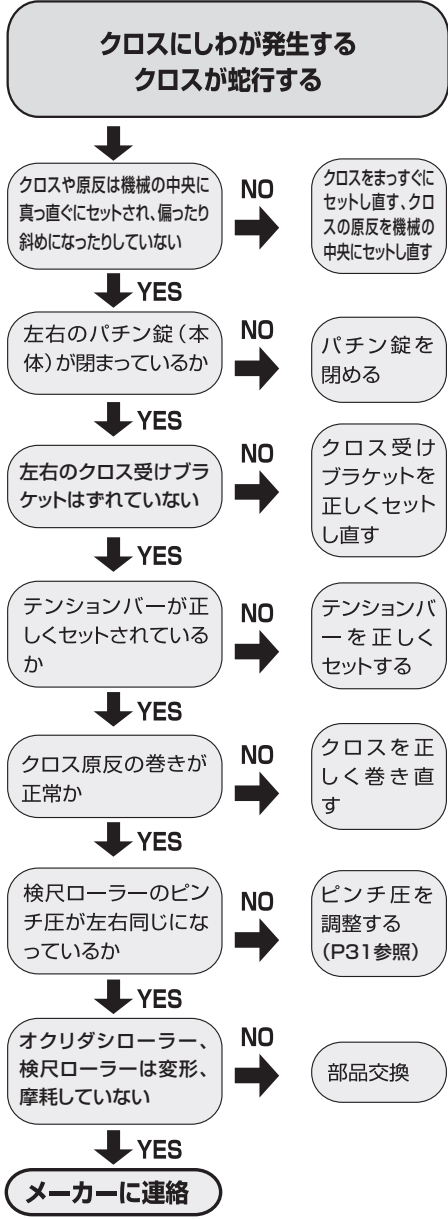 クロスにしわが発生する
クロスが蛇行する
クロスや原反は機械の中央に
真っ直ぐにセットされ、偏ったり
斜めになったりしていない
NO
クロスをまっすぐに
セットし直す、クロ
スの原反を機械の
中央にセットし直す
YES
左右のパチン錠（本
体）が閉まっているか
NO
パチン錠を
閉める
YES
左右のクロス受けブラ
ケットはずれていない
NO
クロス受け
ブラケットを
正しくセット
し直す
YES
テンションバーが正
しくセットされている
か
NO
テンションバ
ーを正しく
セットする
YES
クロス原反の巻きが
正常か
NO
クロスを正
しく巻き直
す
YES
検尺ローラーのピン
チ圧が左右同じにな
っているか
NO
ピンチ圧を
調整する
（P31参照）
YES
オクリダシローラー、
検尺ローラーは変形、
摩耗していない
NO
部品交換
YES
メーカーに連絡